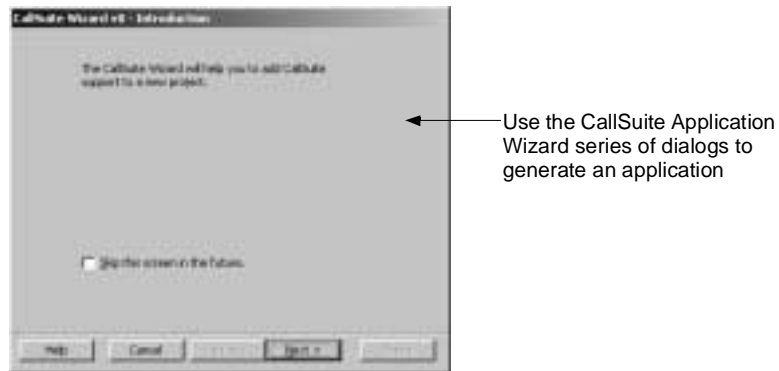 CallSuite Wizard v8 - Introduction
The CallSuite Wizard will help you to add CallSuite
support to a new project.
Use the CallSuite Application
Wizard series of dialogs to
generate an application
Skip this screen in the future.
Help Cancel Next >